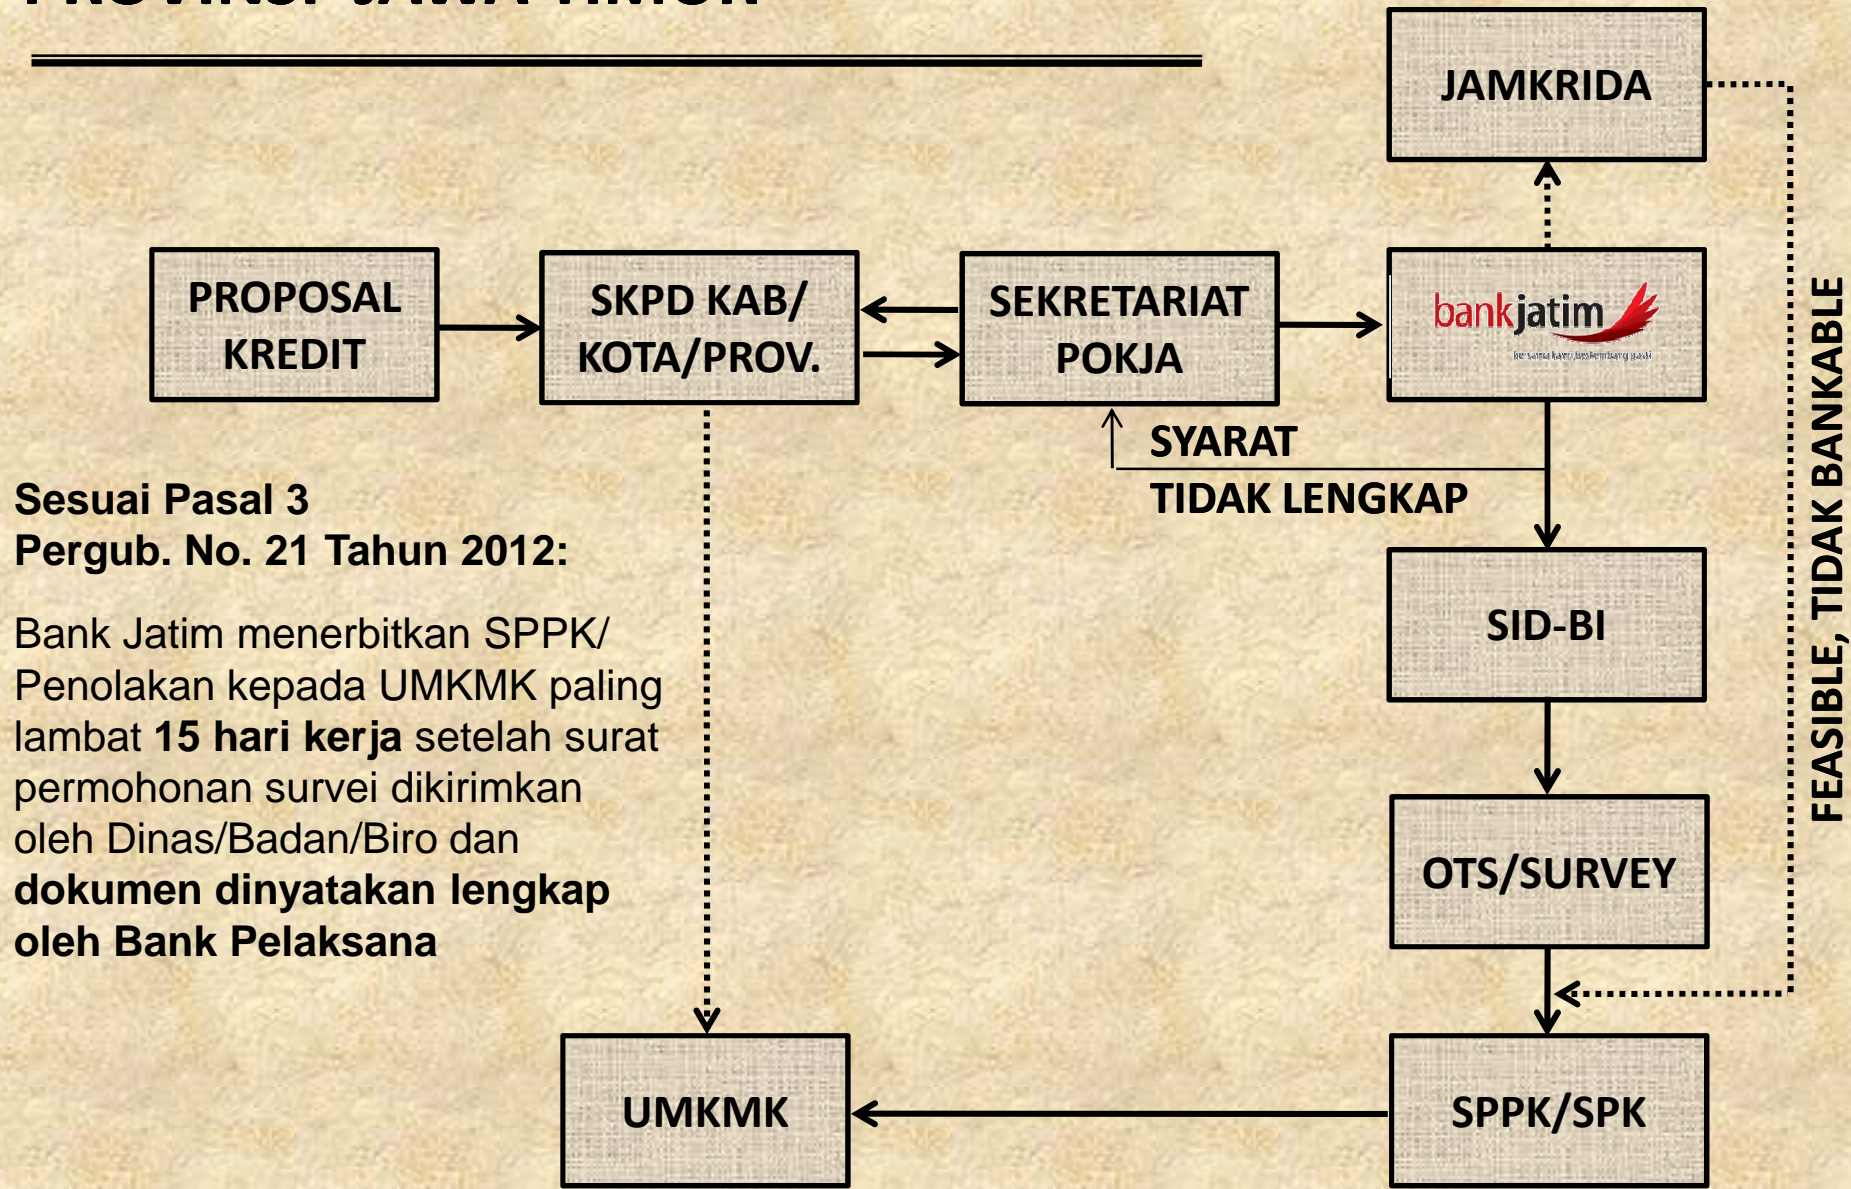 PROVINSI JAWA TIMUR
JAMKRIDA
PROPOSAL
KREDIT
SKPD KAB/
KOTA/PROV.
SEKRETARIAT
POKJA
bankjatim
SYARAT
TIDAK LENGKAP
FEASIBLE, TIDAK BANKABLE
Sesuai Pasal 3
Pergub. No. 21 Tahun 2012:
Bank Jatim menerbitkan SPPK/
Penolakan kepada UMKMK paling
lambat 15 hari kerja setelah surat
permohonan survei dikirimkan
oleh Dinas/Badan/Biro dan
dokumen dinyatakan lengkap
oleh Bank Pelaksana
SID-BI
OTS/SURVEY
UMKMK
SPPK/SPK